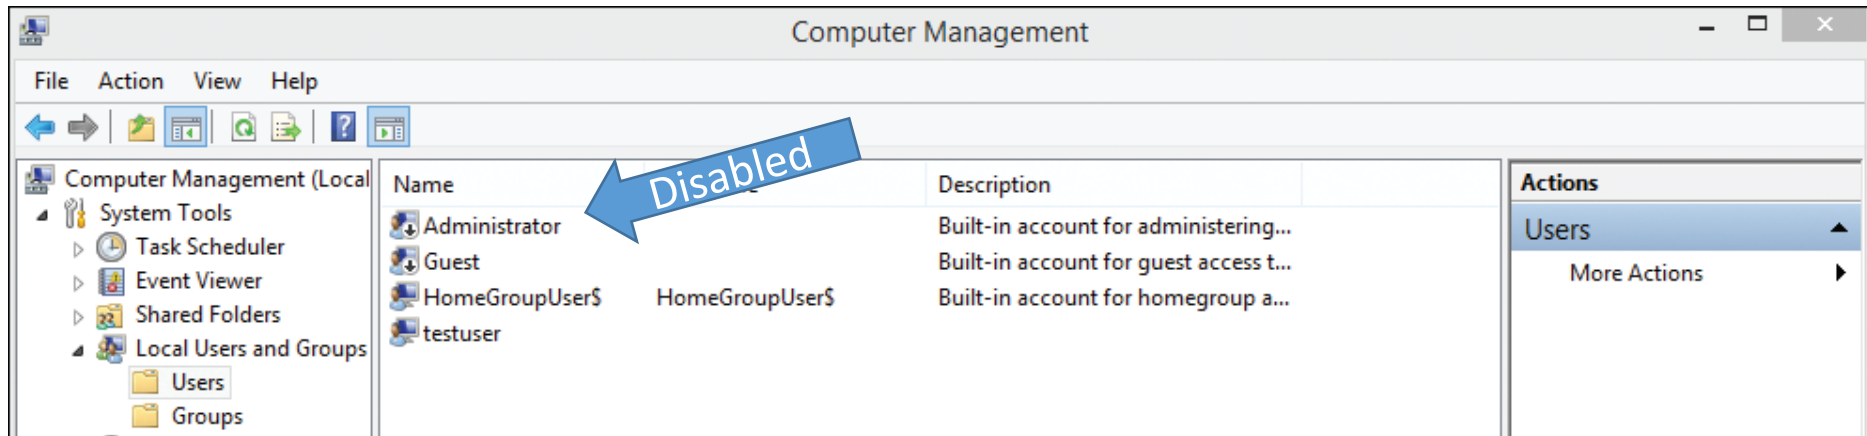 Computer Management
File Action View Help
Computer Management (Local
System Tools
Task Scheduler
Event Viewer
Shared Folders
Local Users and Groups
Users
Groups
Name Description
Disabled
Administrator Built-in account for administering...
Guest Built-in account for guest access t...
HomeGroupUser$ HomeGroupUser$ Built-in account for homegroup a...
testuser
Actions
Users
More Actions